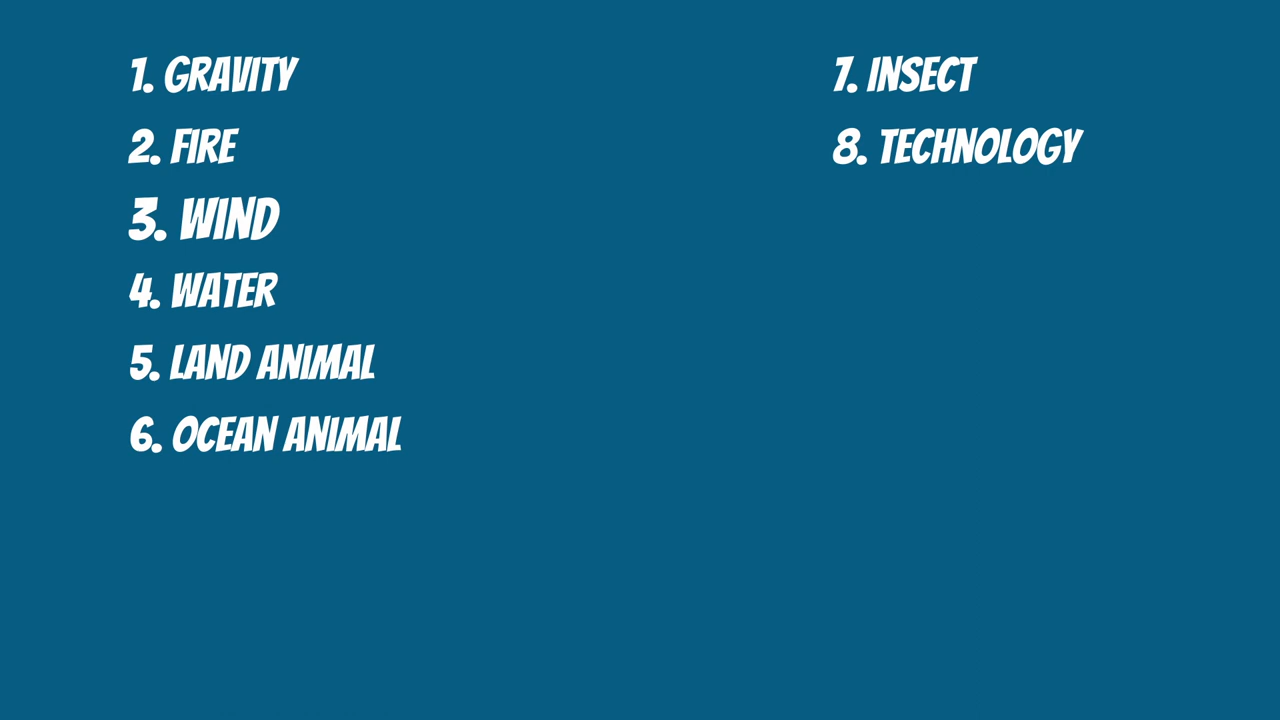 1. GRAVITY
2. FIRE
3. WIND
4. WATER
5. LAND ANIMAL
6. OCEAN ANIMAL
7. INSECT
8. TECHNOLOGY